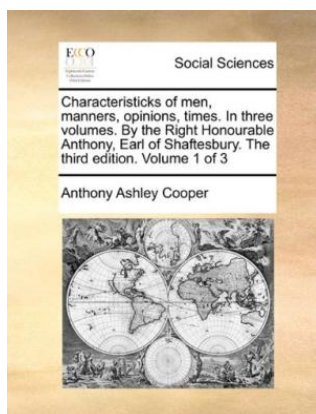 ECCO
Social Sciences
Characteristicks of men,
manners, opinions, times. In three
volumes. By the Right Honourable
Anthony, Earl of Shaftesbury. The
third edition. Volume 1 of 3
Anthony Ashley Cooper